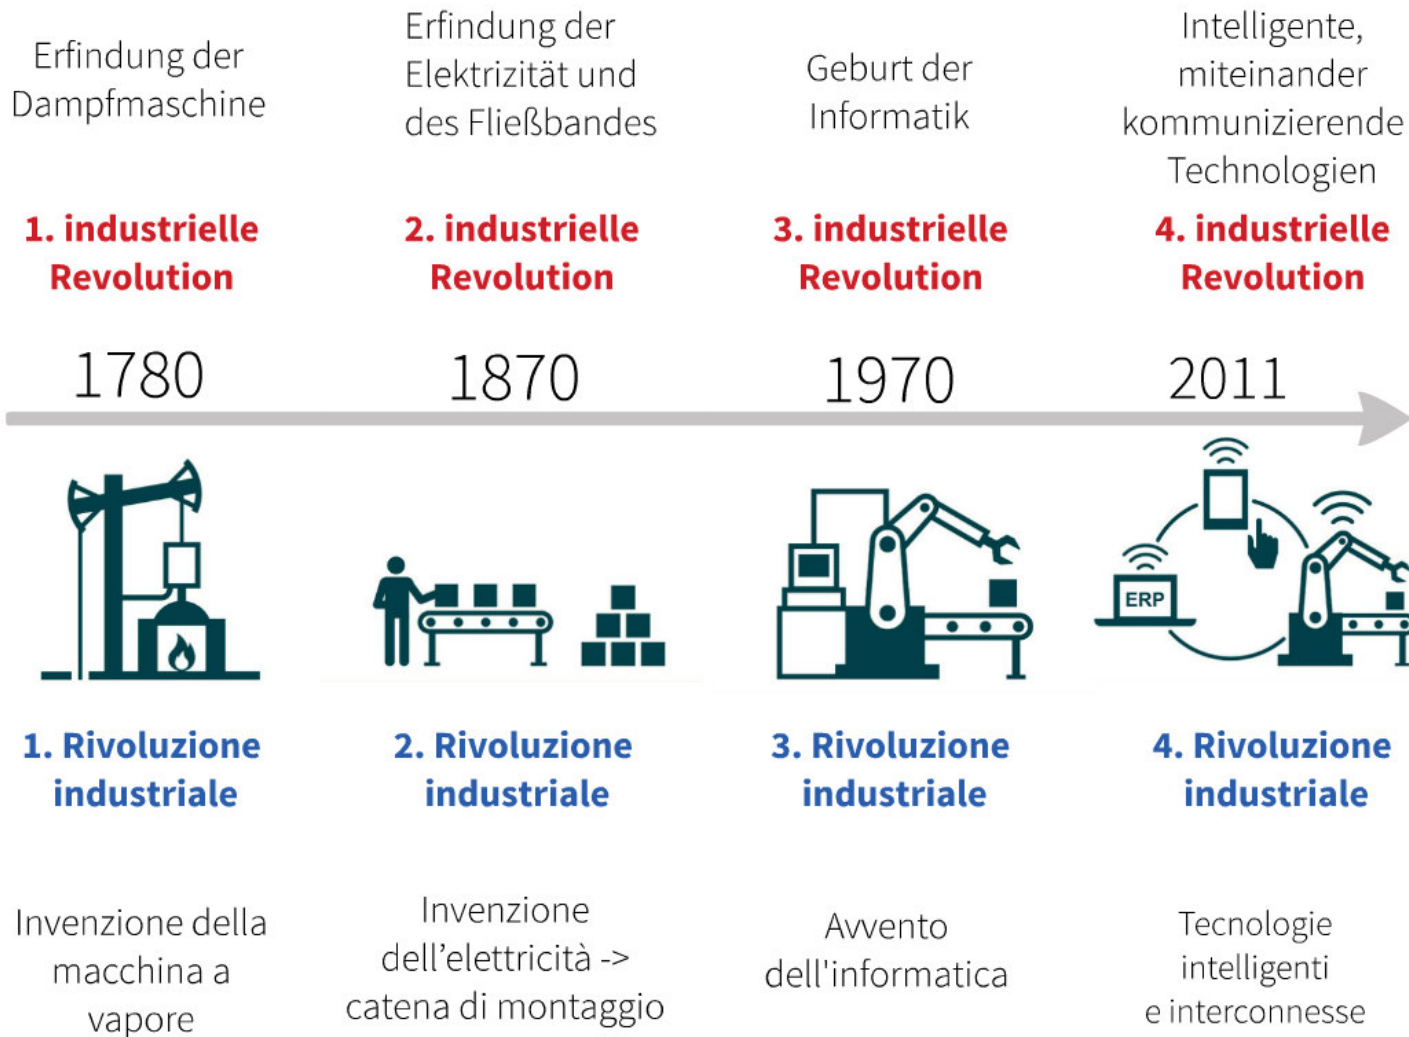 Erfindung der
Dampfmaschine
Erfindung der
Elektrizität und
des Fließbandes
Geburt der
Informatik
Intelligente,
miteinander
kommunizierende
Technologien
1. industrielle
Revolution
2. industrielle
Revolution
3. industrielle
Revolution
4. industrielle
Revolution
1780
1870
1970
2011
ERP
1. Rivoluzione
industriale
2. Rivoluzione
industriale
3. Rivoluzione
industriale
4. Rivoluzione
industriale
Invenzione della
macchina a
vapore
Invenzione
dell’elettricità ->
catena di montaggio
Avvento
dell'informatica
Tecnologie
intelligenti
e interconnesse